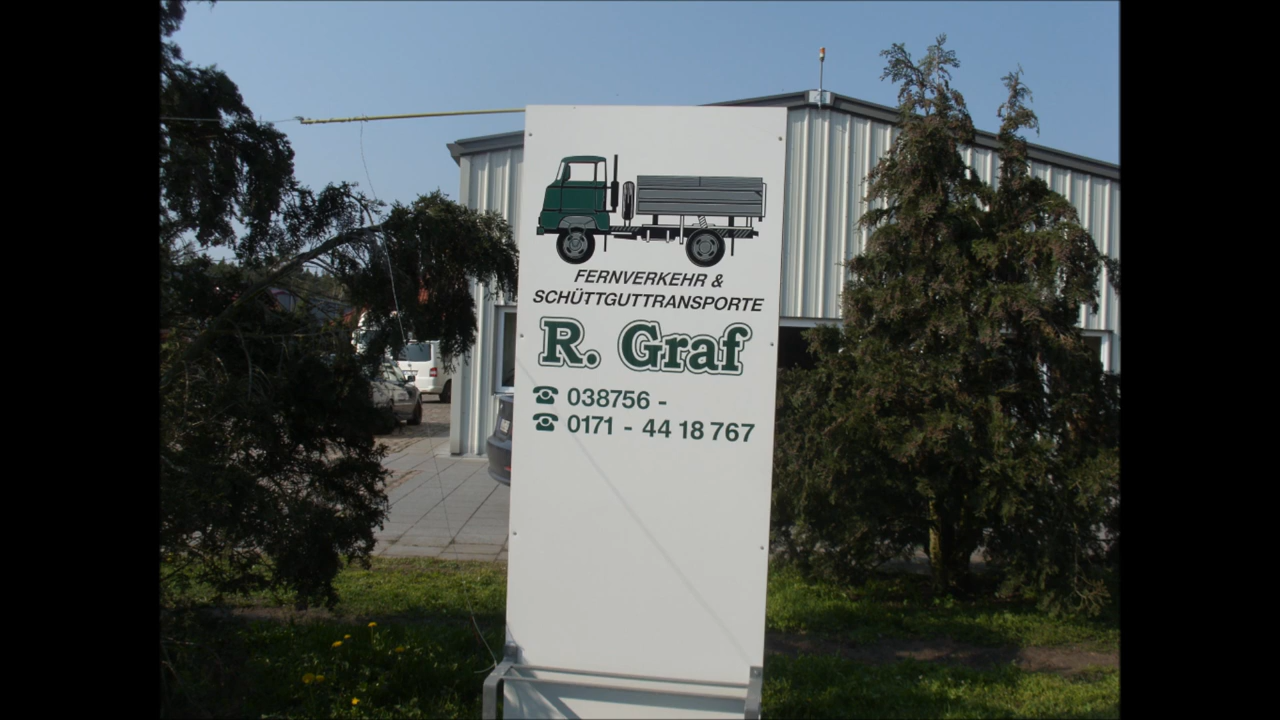 FERNVERKEHR &
SCHÜTTGUTTRANSPORTE
R. Graf
038756 -
0171 - 44 18 767